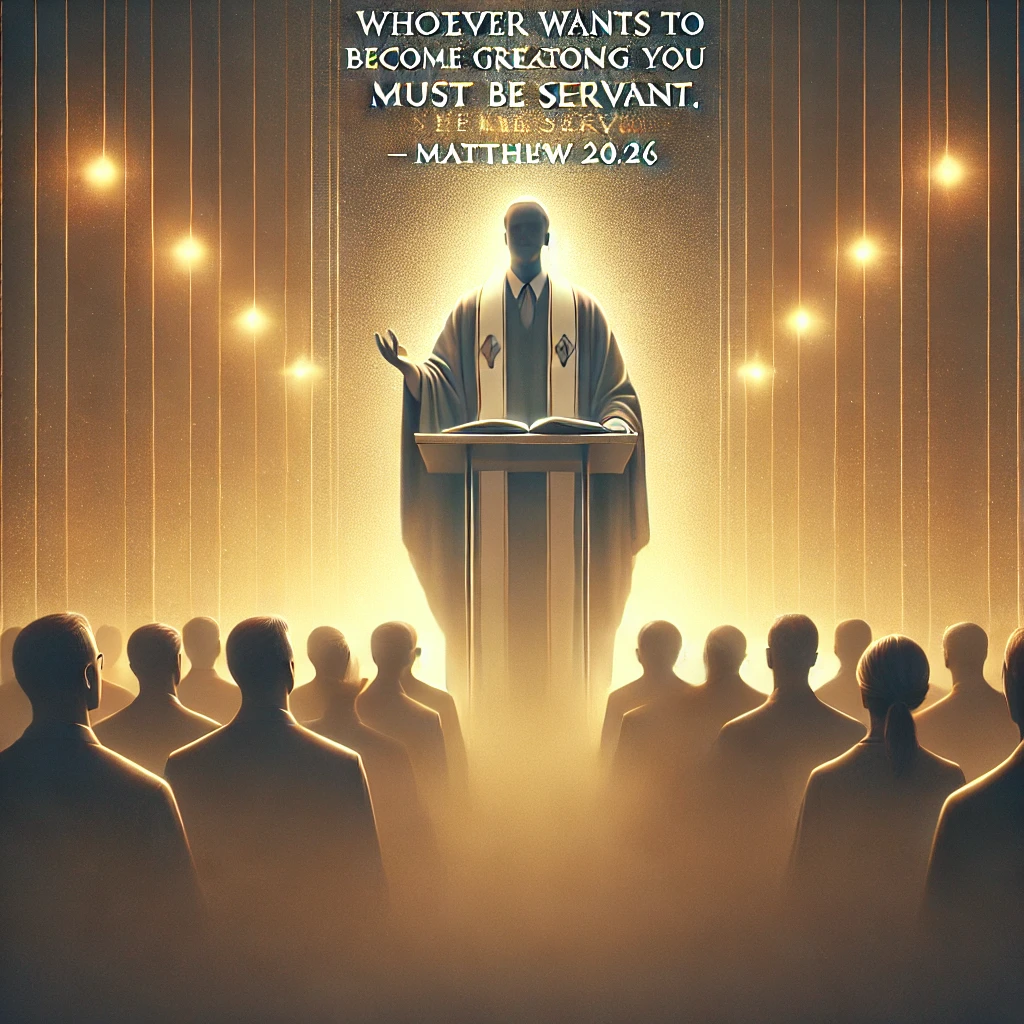 WHOEVER WANTS TO
BECOME GREATONG YOU
MUST BE SERVANT.
– MATTHEW 20.26